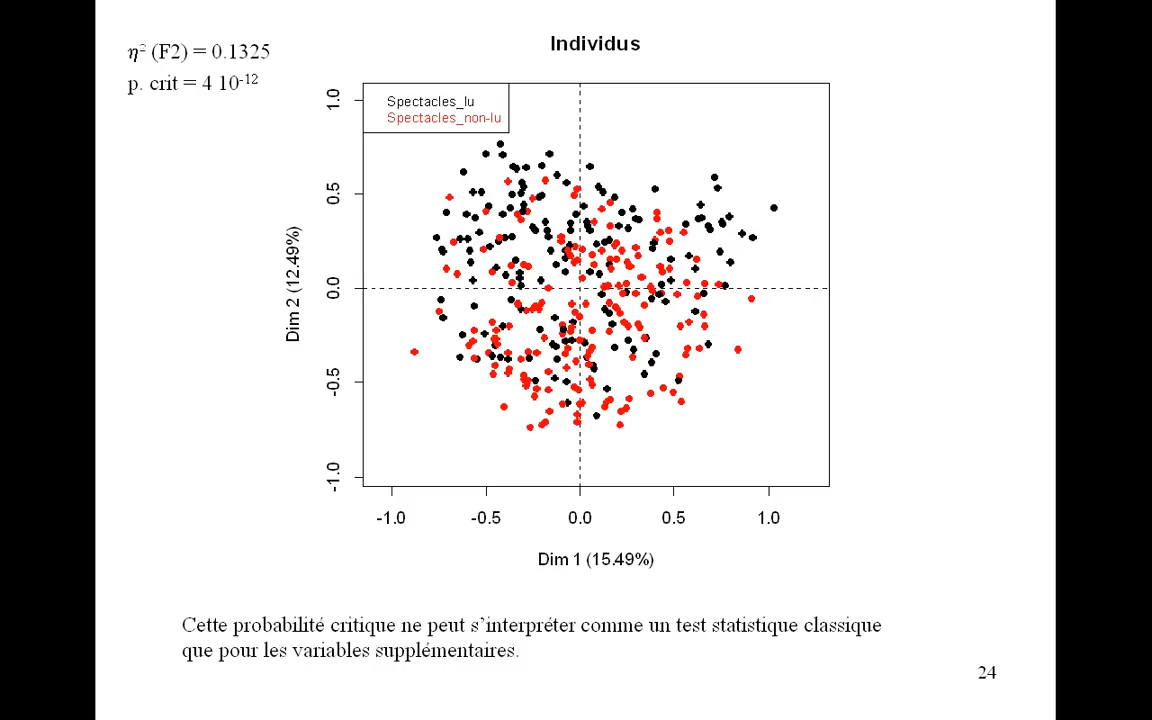 η² (F2) = 0.1325
p. crit = 4 10-12
Individus
Spectacles_lu
Spectacles_non-lu
Dim 2 (12.49%)
1.0
0.5
0.0
-0.5
-1.0
-1.0 -0.5 0.0 0.5 1.0
Dim 1 (15.49%)
Cette probabilité critique ne peut s’interpréter comme un test statistique classique
que pour les variables supplémentaires.
24